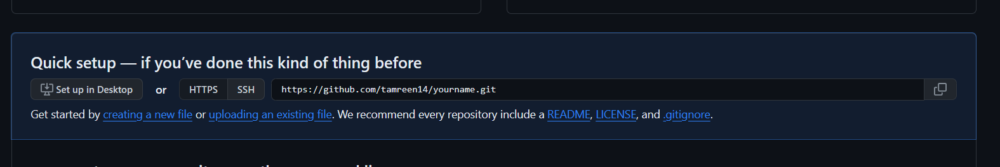 Quick setup — if you’ve done this kind of thing before
Set up in Desktop or HTTPS SSH https://github.com/tamreen14/yourname.git
Get started by creating a new file or uploading an existing file. We recommend every repository include a README, LICENSE, and .gitignore.